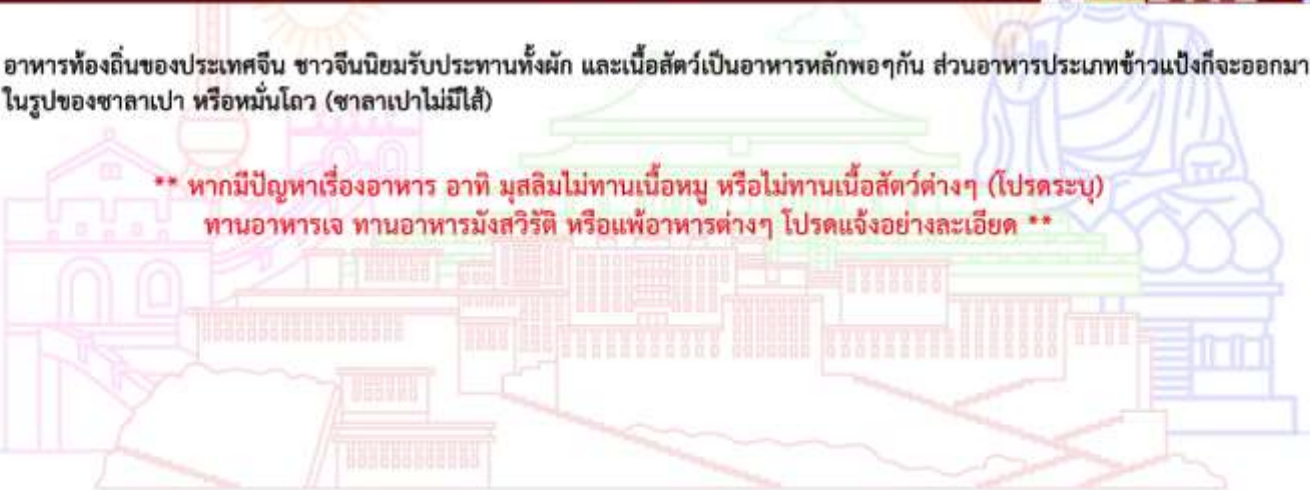 อาหารท้องถิ่นของประเทศจีน ชาวจีนนิยมรับประทานทั้งผัก และเนื้อสัตว์เป็นอาหารหลักพอๆกัน ส่วนอาหารประเภทข้าวแป้งก็จะออกมา
ในรูปของซาลาเปา หรือหมั่นโถว (ซาลาเปาไม่มีไส้)
** หากมีปัญหาเรื่องอาหาร อาทิ มุสลิมไม่ทานเนื้อหมู หรือไม่ทานเนื้อสัตว์ต่างๆ (โปรดระบุ)
ทานอาหารเจ ทานอาหารมังสวิรัติ หรือแพ้อาหารต่างๆ โปรดแจ้งอย่างละเอียด **